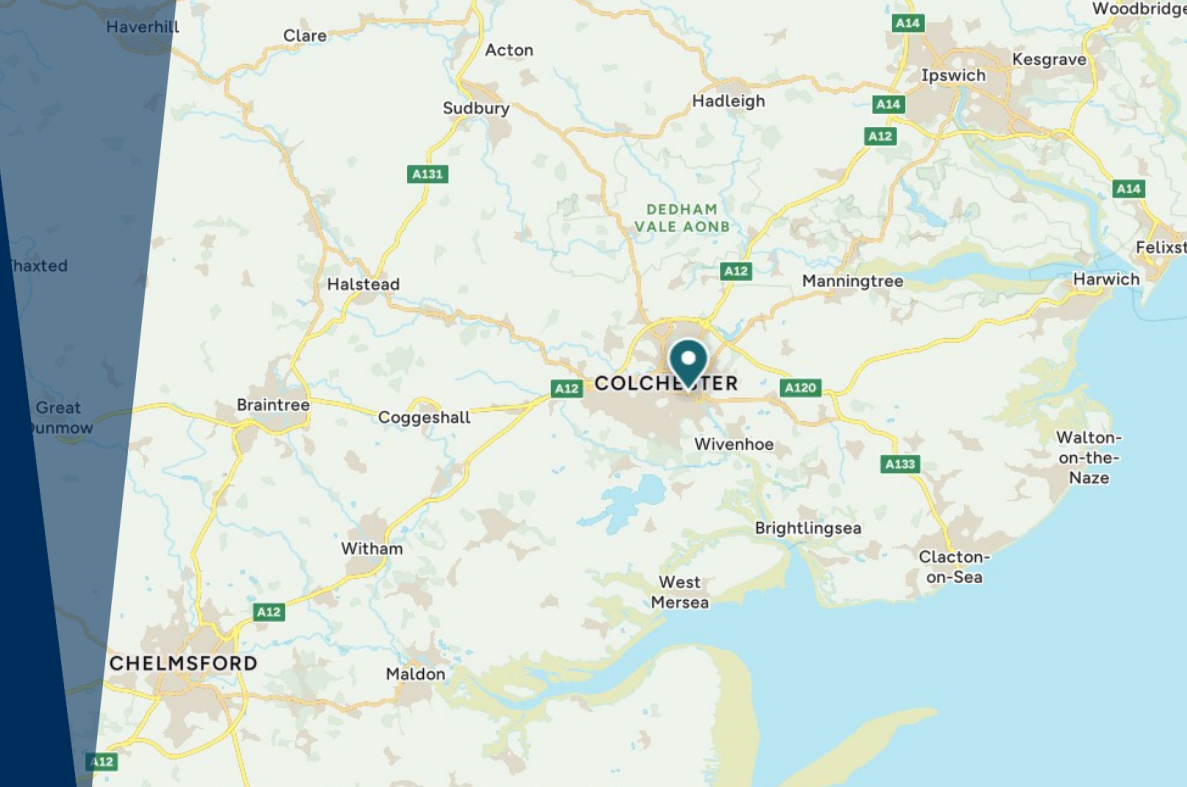 Haverhill
Clare
Acton
A14
Woodbridge
Kesgrave
Ipswich
Sudbury
Hadleigh
A14
A12
A131
A14
DEDHAM
VALE AONB
Felixst
haxted
A12
Halstead
Manningtree
Harwich
COLCHESTER
A12
A120
Great
Dunmow
Braintree
Coggeshall
Wivenhoe
Walton-
on-the-
Naze
A133
Brightlingsea
Witham
Clacton-
on-Sea
West
Mersea
A12
CHELMSFORD
Maldon
A12